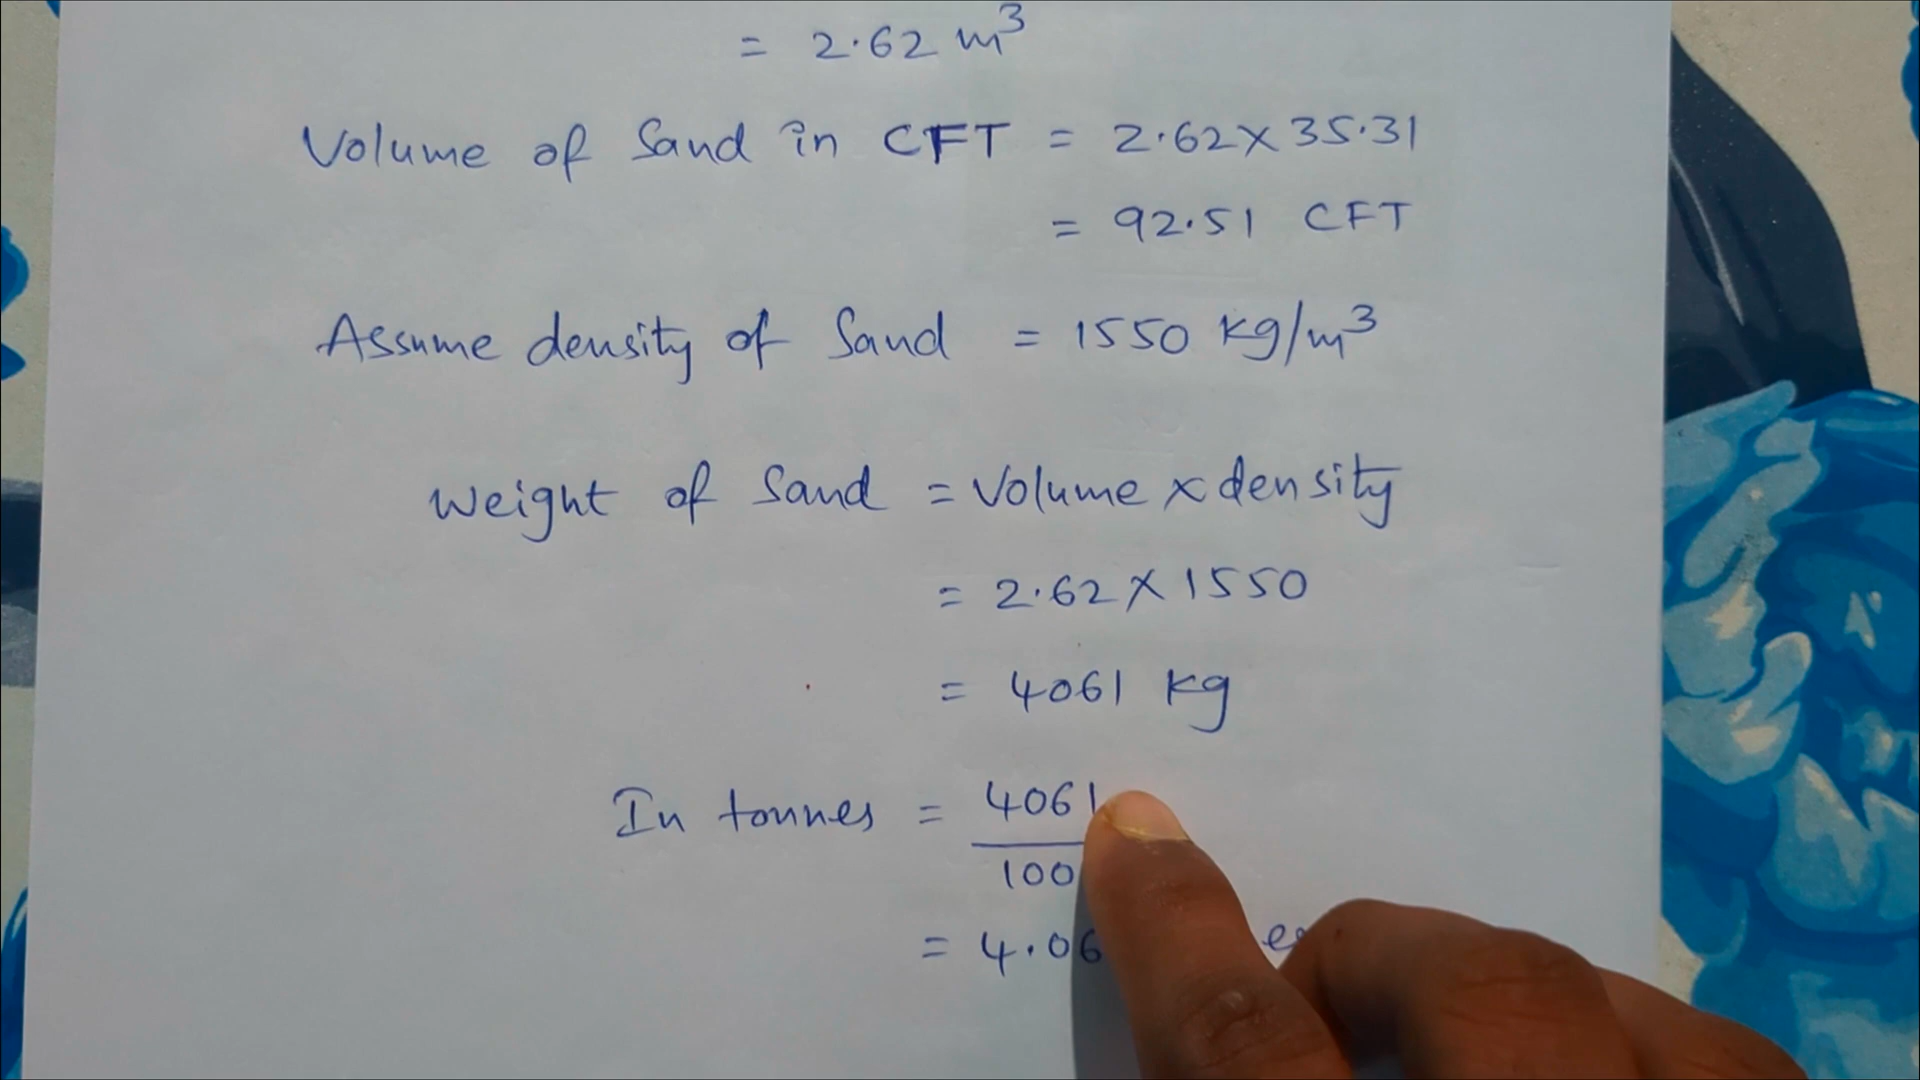 = 2.62 m³
Volume of Sand in CFT = 2.62 x 35.31
= 92.51 CFT
Assume density of Sand = 1550 kg/m³
Weight of Sand = Volume x density
= 2.62 x 1550
= 4061 kg
In tonnes = 4061
100
= 4.06